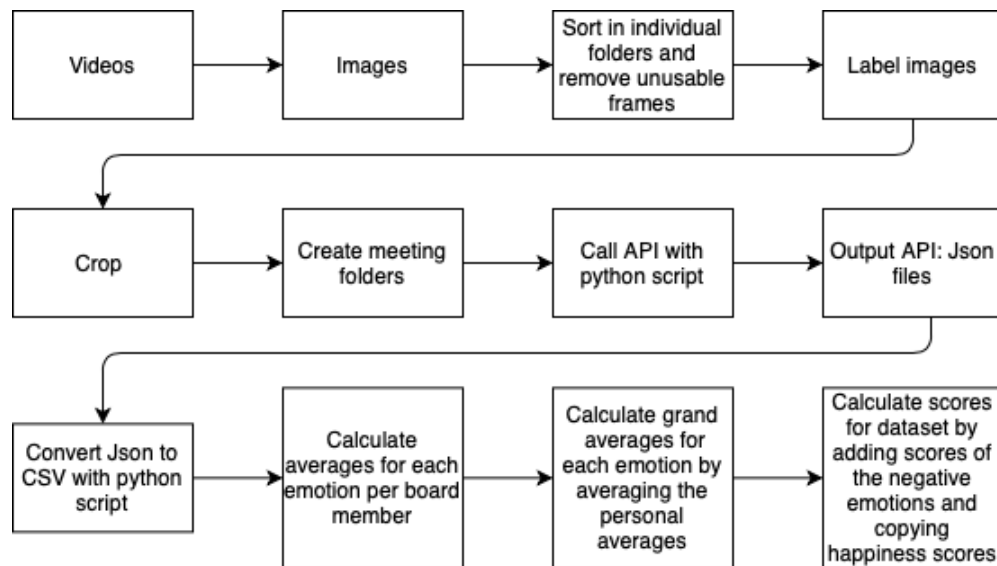 Videos
Images
Sort in individual
folders and
remove unusable
frames
Label images
Crop
Create meeting
folders
Call API with
python script
Output API: Json
files
Convert Json to
CSV with python
script
Calculate
averages for each
emotion per board
member
Calculate grand
averages for
each emotion by
averaging the
personal
averages
Calculate scores
for dataset by
adding scores of
the negative
emotions and
copying
happiness scores